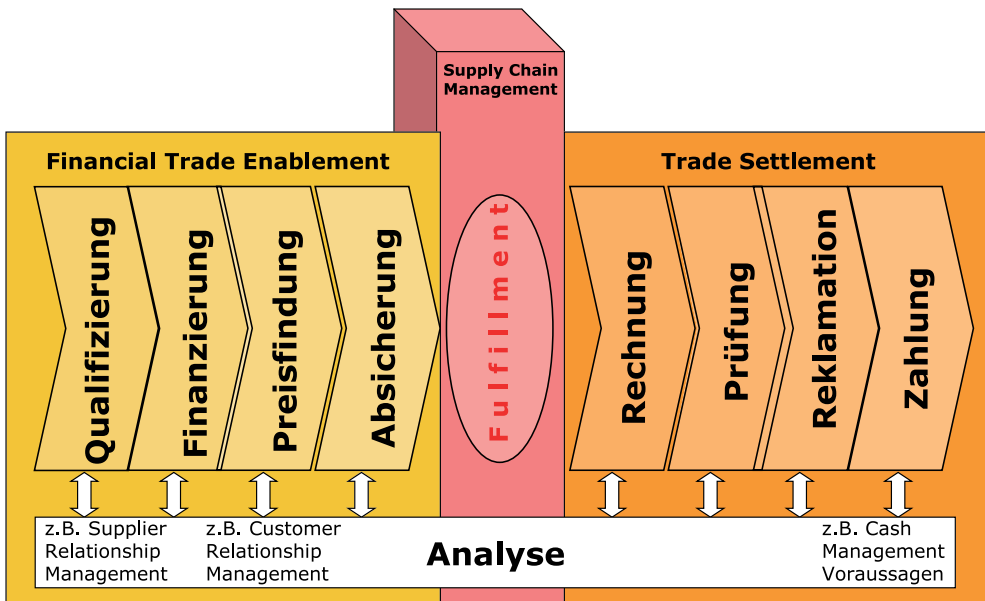 Supply Chain
Management
Financial Trade Enablement
Trade Settlement
Qualifizierung
Finanzierung
Preisfindung
Absicherung
Fulfillment
Rechnung
Prüfung
Reklamation
Zahlung
z.B. Supplier
Relationship
Management
z.B. Customer
Relationship
Management
Analyse
z.B. Cash
Management
Voraussagen